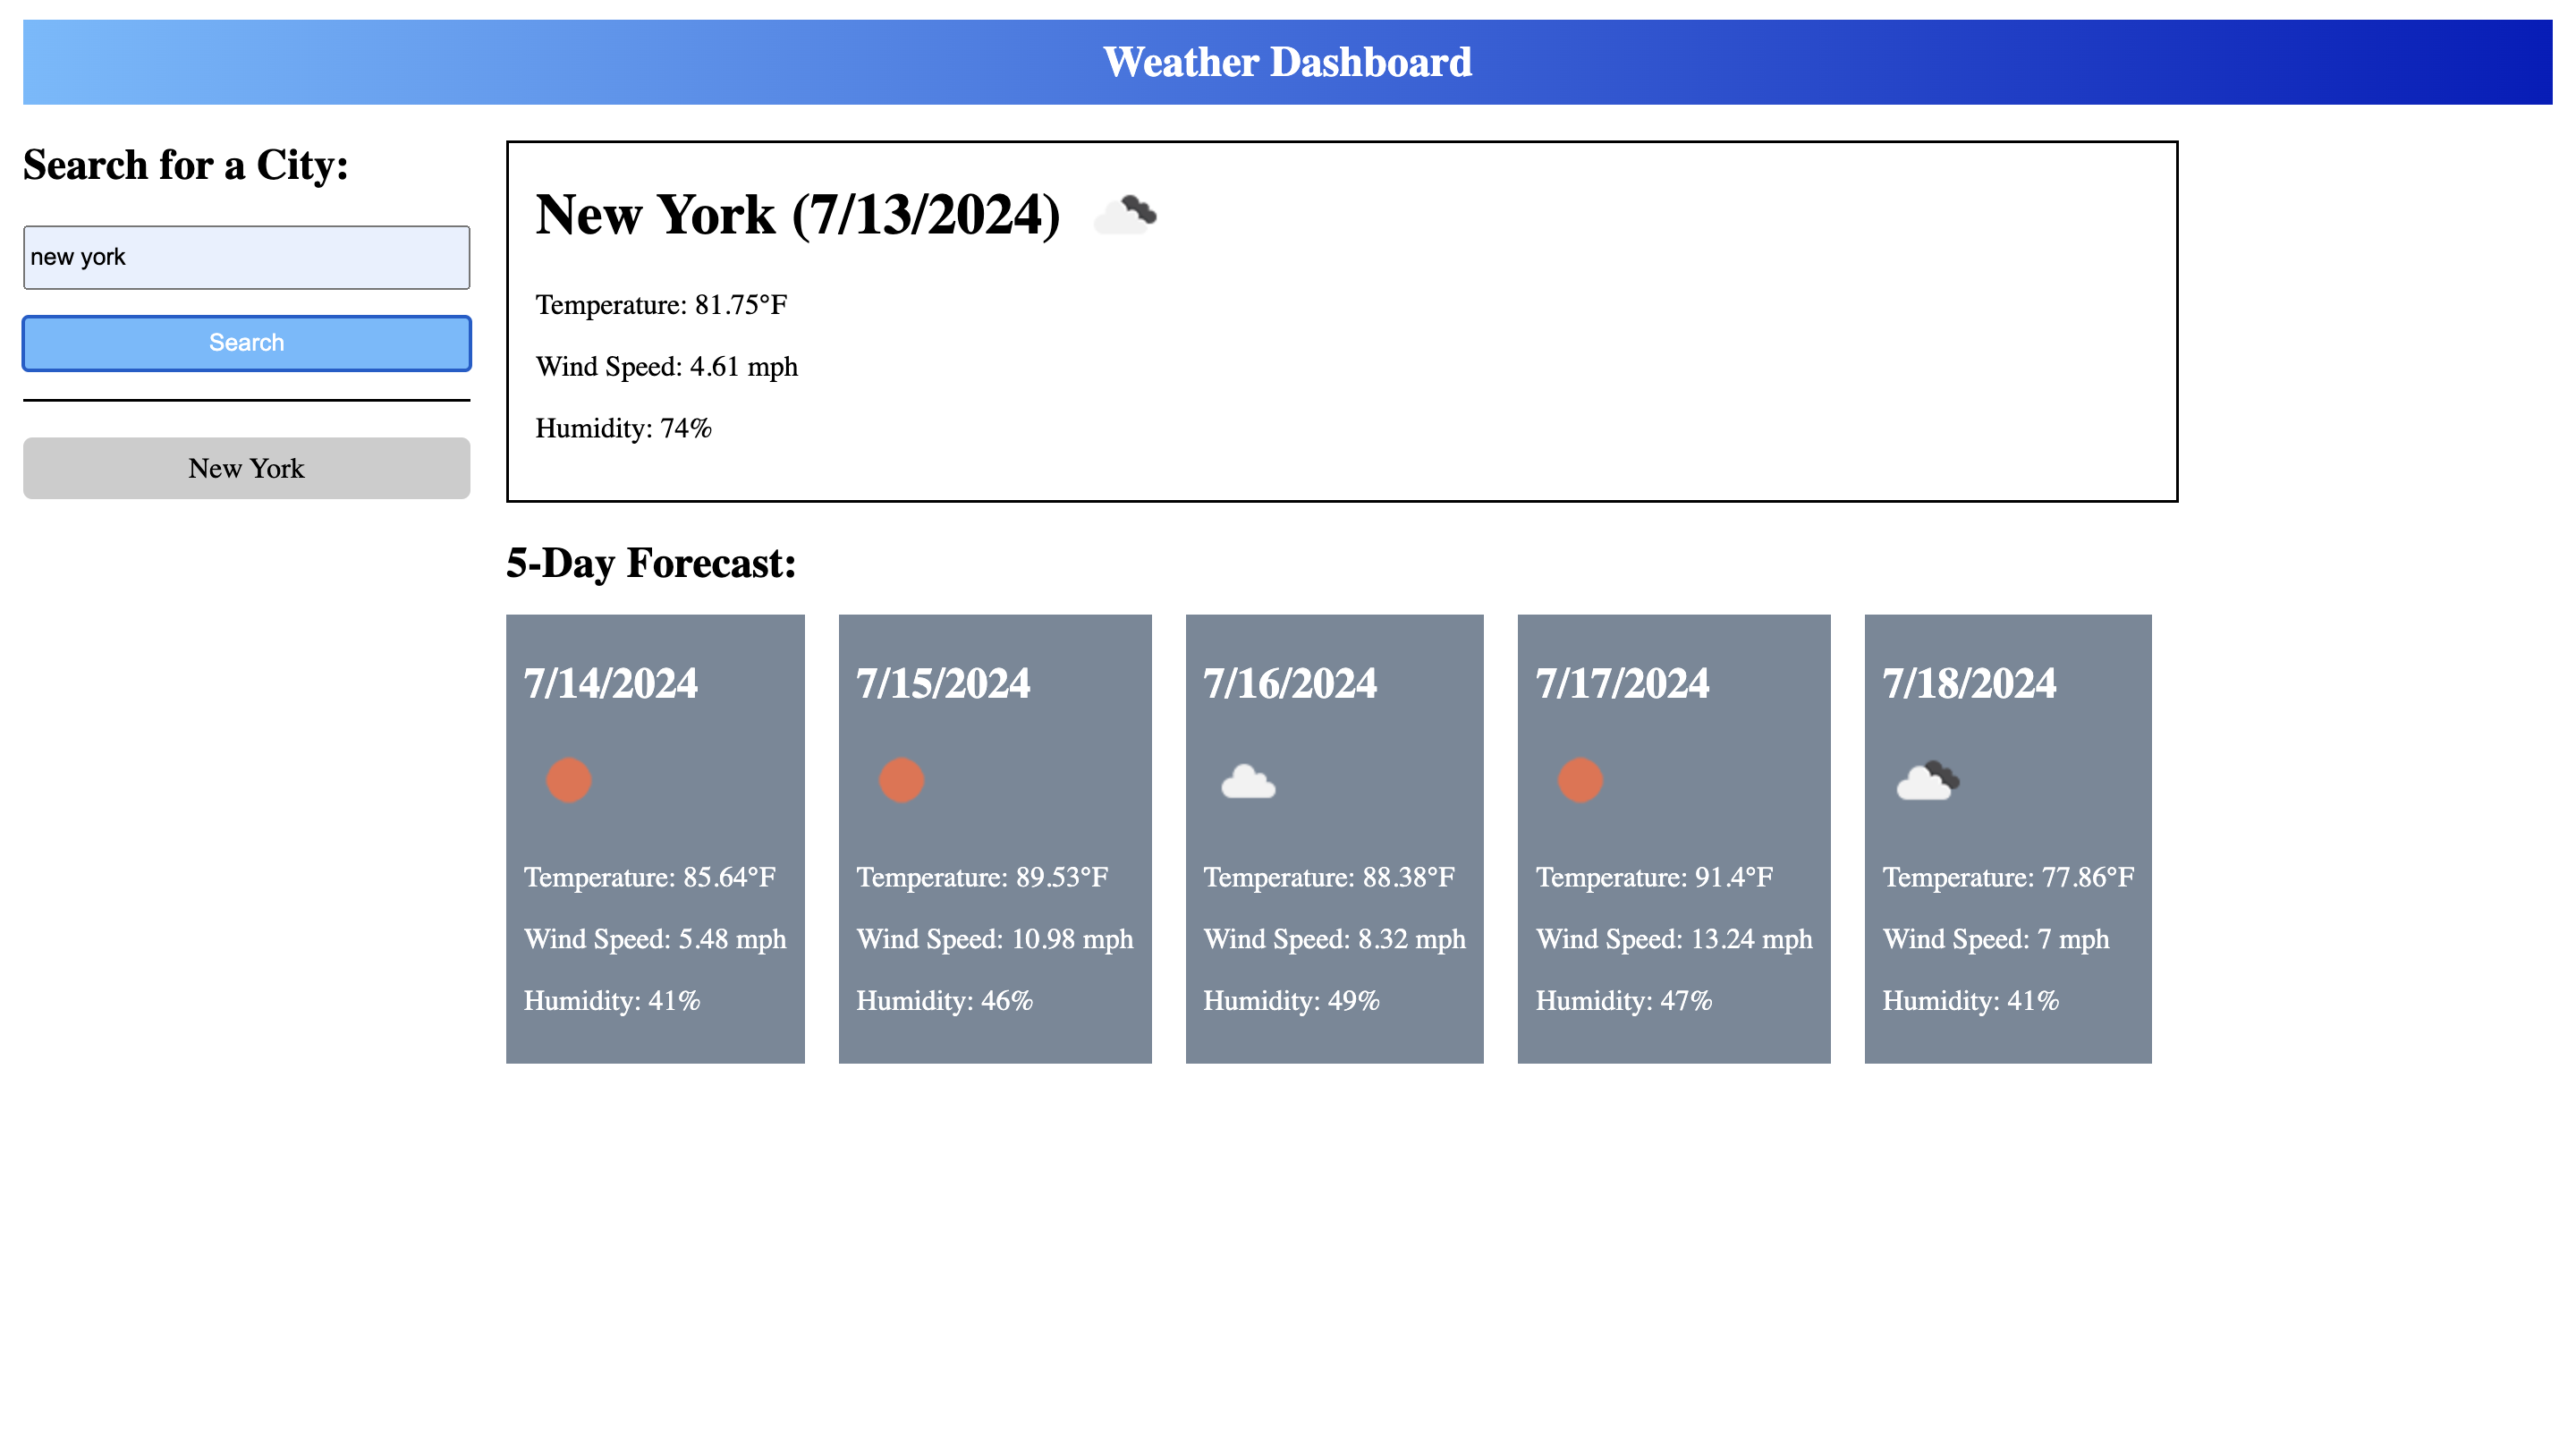 Weather Dashboard
Search for a City:
new york
Search
New York
New York (7/13/2024)
Temperature: 81.75°F
Wind Speed: 4.61 mph
Humidity: 74%
5-Day Forecast:
7/14/2024
Temperature: 85.64°F
Wind Speed: 5.48 mph
Humidity: 41%
7/15/2024
Temperature: 89.53°F
Wind Speed: 10.98 mph
Humidity: 46%
7/16/2024
Temperature: 88.38°F
Wind Speed: 8.32 mph
Humidity: 49%
7/17/2024
Temperature: 91.4°F
Wind Speed: 13.24 mph
Humidity: 47%
7/18/2024
Temperature: 77.86°F
Wind Speed: 7 mph
Humidity: 41%